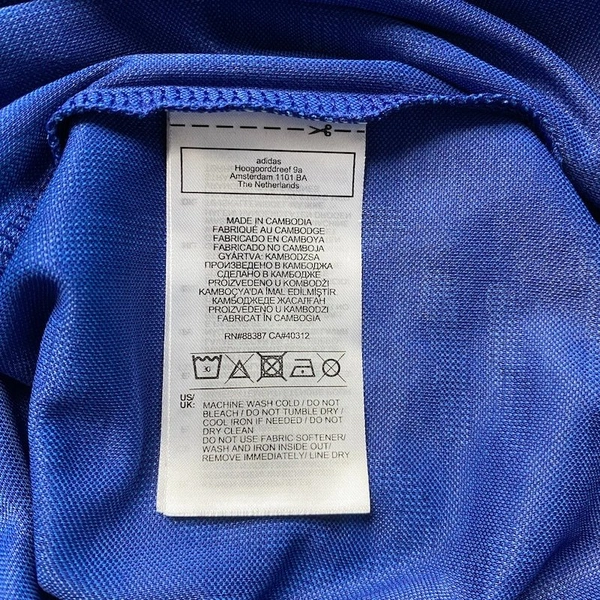 adidas
Hoogoorddreef 9a
Amsterdam 1101 BA
The Netherlands
MADE IN CAMBODIA
FABRIQUÉ AU CAMBODGE
FABRICADO EN CAMBOYA
FABRICADO NO CAMBOJA
GYÁRTVA: KAMBODZSA
ПРОИЗВЕДЕНО В КАМБОДЖА
СДЕЛАНО В КАМБОДЖЕ
PROIZVEDENO U KOMBODŽI
KAMBOÇYA'DA İMAL EDİLMİŞTİR
КАМБОДЖЕДЕ ЖАСАЛҒАН
PROIZVEDENO U KAMBODŽI
FABRICAT ÎN CAMBOGIA
RN#88387 CA#40312
30
US/
UK:
MACHINE WASH COLD / DO NOT
BLEACH / DO NOT TUMBLE DRY /
COOL IRON IF NEEDED / DO NOT
DRY CLEAN
DO NOT USE FABRIC SOFTENER/
WASH AND IRON INSIDE OUT/
REMOVE IMMEDIATELY/ LINE DRY